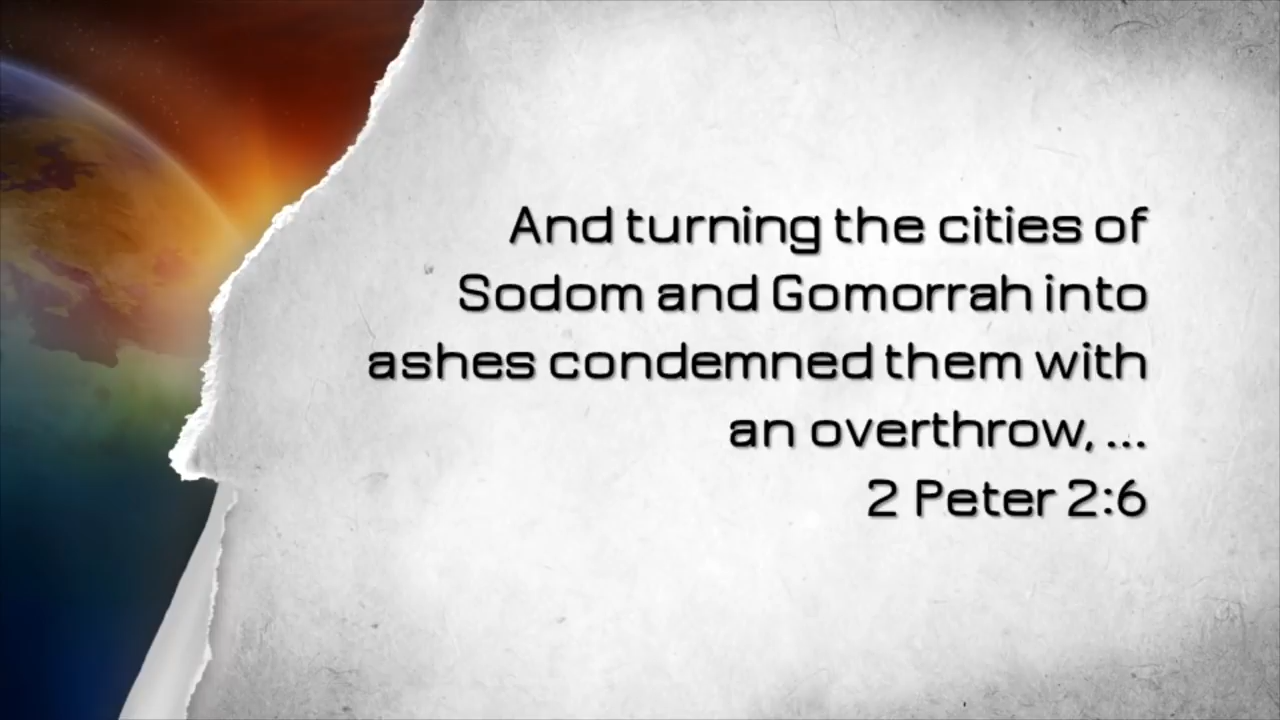 And turning the cities of
Sodom and Gomorrah into
ashes condemned them with
an overthrow, ...
2 Peter 2:6